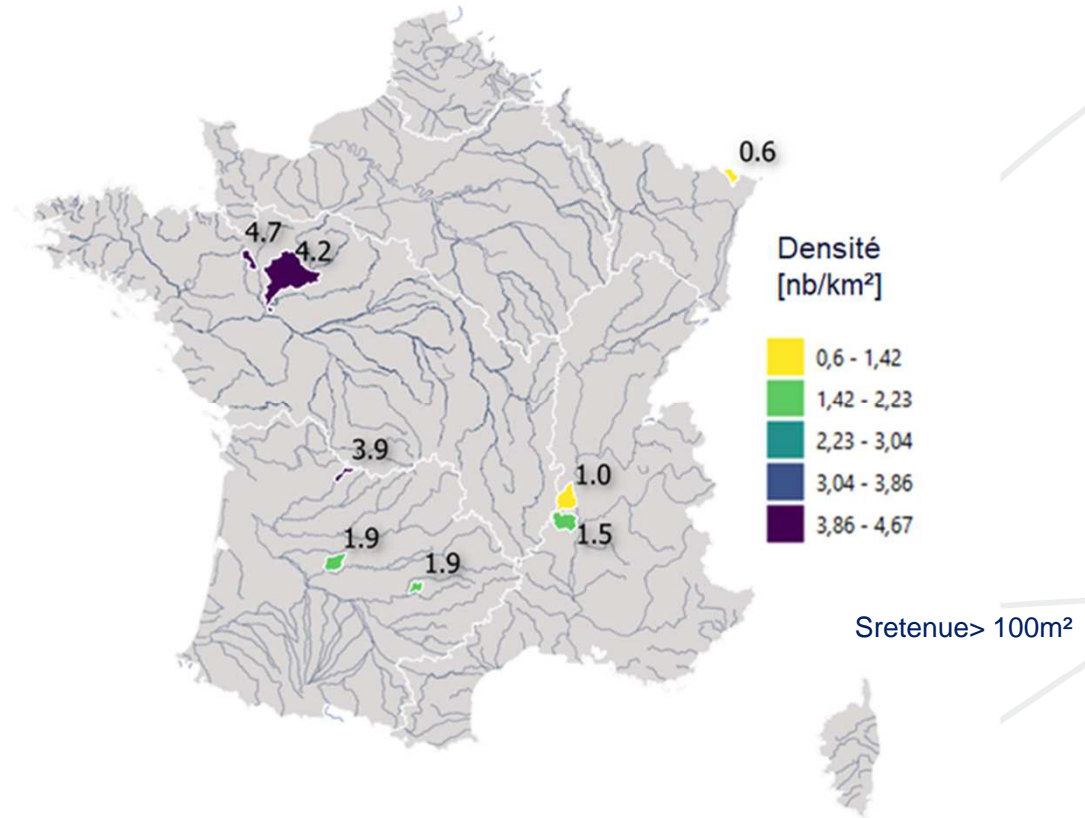 0.6
4.7
4.2
Densité
[nb/km²]
0,6 - 1,42
1,42 - 2,23
2,23 - 3,04
3,04 - 3,86
3,86 - 4,67
3.9
1.0
1.5
1.9
1.9
Sretenue> 100m²